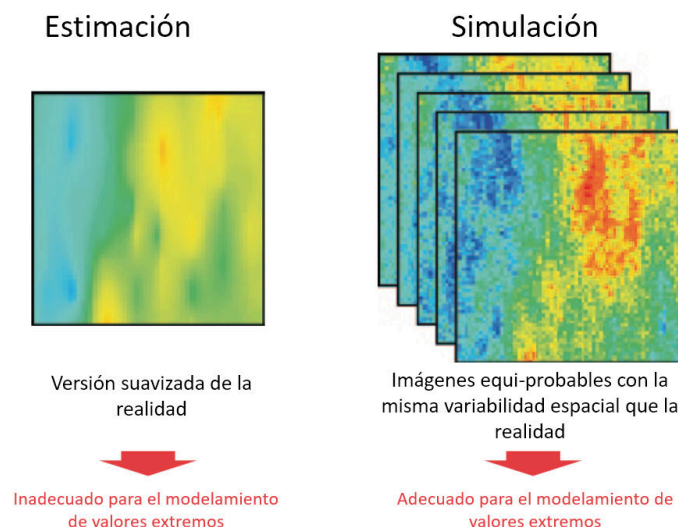 Estimación
Versión suavizada de la
realidad
Inadecuado para el modelamiento
de valores extremos
Simulación
Imágenes equi-probables con la
misma variabilidad espacial que la
realidad
Adecuado para el modelamiento de
valores extremos